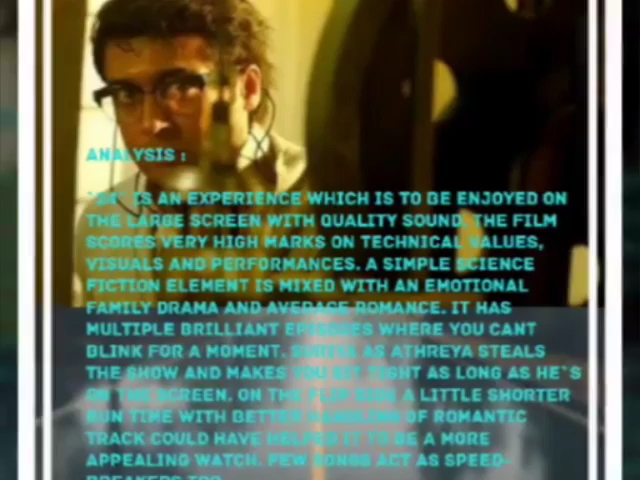 ANALYSIS :
`24` IS AN EXPERIENCE WHICH IS TO BE ENJOYED ON
THE LARGE SCREEN WITH QUALITY SOUND. THE FILM
SCORES VERY HIGH MARKS ON TECHNICAL VALUES,
VISUALS AND PERFORMANCES. A SIMPLE SCIENCE
FICTION ELEMENT IS MIXED WITH AN EMOTIONAL
FAMILY DRAMA AND AVERAGE ROMANCE. IT HAS
MULTIPLE BRILLIANT EPISODES WHERE YOU CANT
BLINK FOR A MOMENT. SURIYA AS ATHREYA STEALS
THE SHOW AND MAKES YOU SIT TIGHT AS LONG AS HE`S
ON THE SCREEN. ON THE FLIP SIDE A LITTLE SHORTER
RUN TIME WITH BETTER HANDLING OF ROMANTIC
TRACK COULD HAVE HELPED IT TO BE A MORE
APPEALING WATCH. FEW SONGS ACT AS SPEED-
BREAKERS TOO